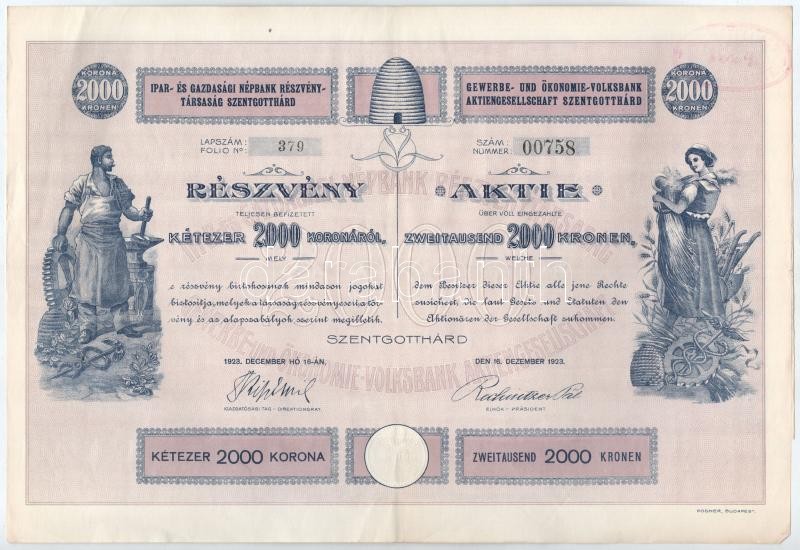 KORONA
2000
KRONEN
IPAR- ÉS GAZDASÁGI NÉPBANK RÉSZVÉNY-
TÁRSASÁG SZENTGOTTHÁRD
GEWERBE- UND ÖKONOMIE-VOLKSBANK
AKTIENGESELLSCHAFT SZENTGOTTHÁRD
KORONA
2000
KRONEN
LAPSZÁM:
FOLIO No:
379
SZÁM:
NUMMER:
00758
RÉSZVÉNY
TELJESEN BEFIZETETT
KÉTEZER 2000 KORONÁRÓL,
MELY
e részvény birtokosának mindazon jogokat
biztosítja, melyek a társaság részvényeseit a tör-
vény és az alapszabályok szerint megilletik.
AKTIE
ÜBER VOLL EINGEZAHLTE
ZWEITAUSEND 2000 KRONEN,
WELCHE
dem Besitzer dieser Aktie alle jene Rechte
zusichert, die laut Gesetz und Statuten den
Aktionären der Gesellschaft zukommen.
SZENTGOTTHÁRD
1923. DECEMBER HÓ 16-ÁN.
DEN 16. DEZEMBER 1923.
IGAZGATÓSÁGI TAG - DIREKTIONSRAT.
ELNÖK - PRÄSIDENT.
KÉTEZER 2000 KORONA
ZWEITAUSEND 2000 KRONEN
POSNER, BUDAPEST.
darabanth